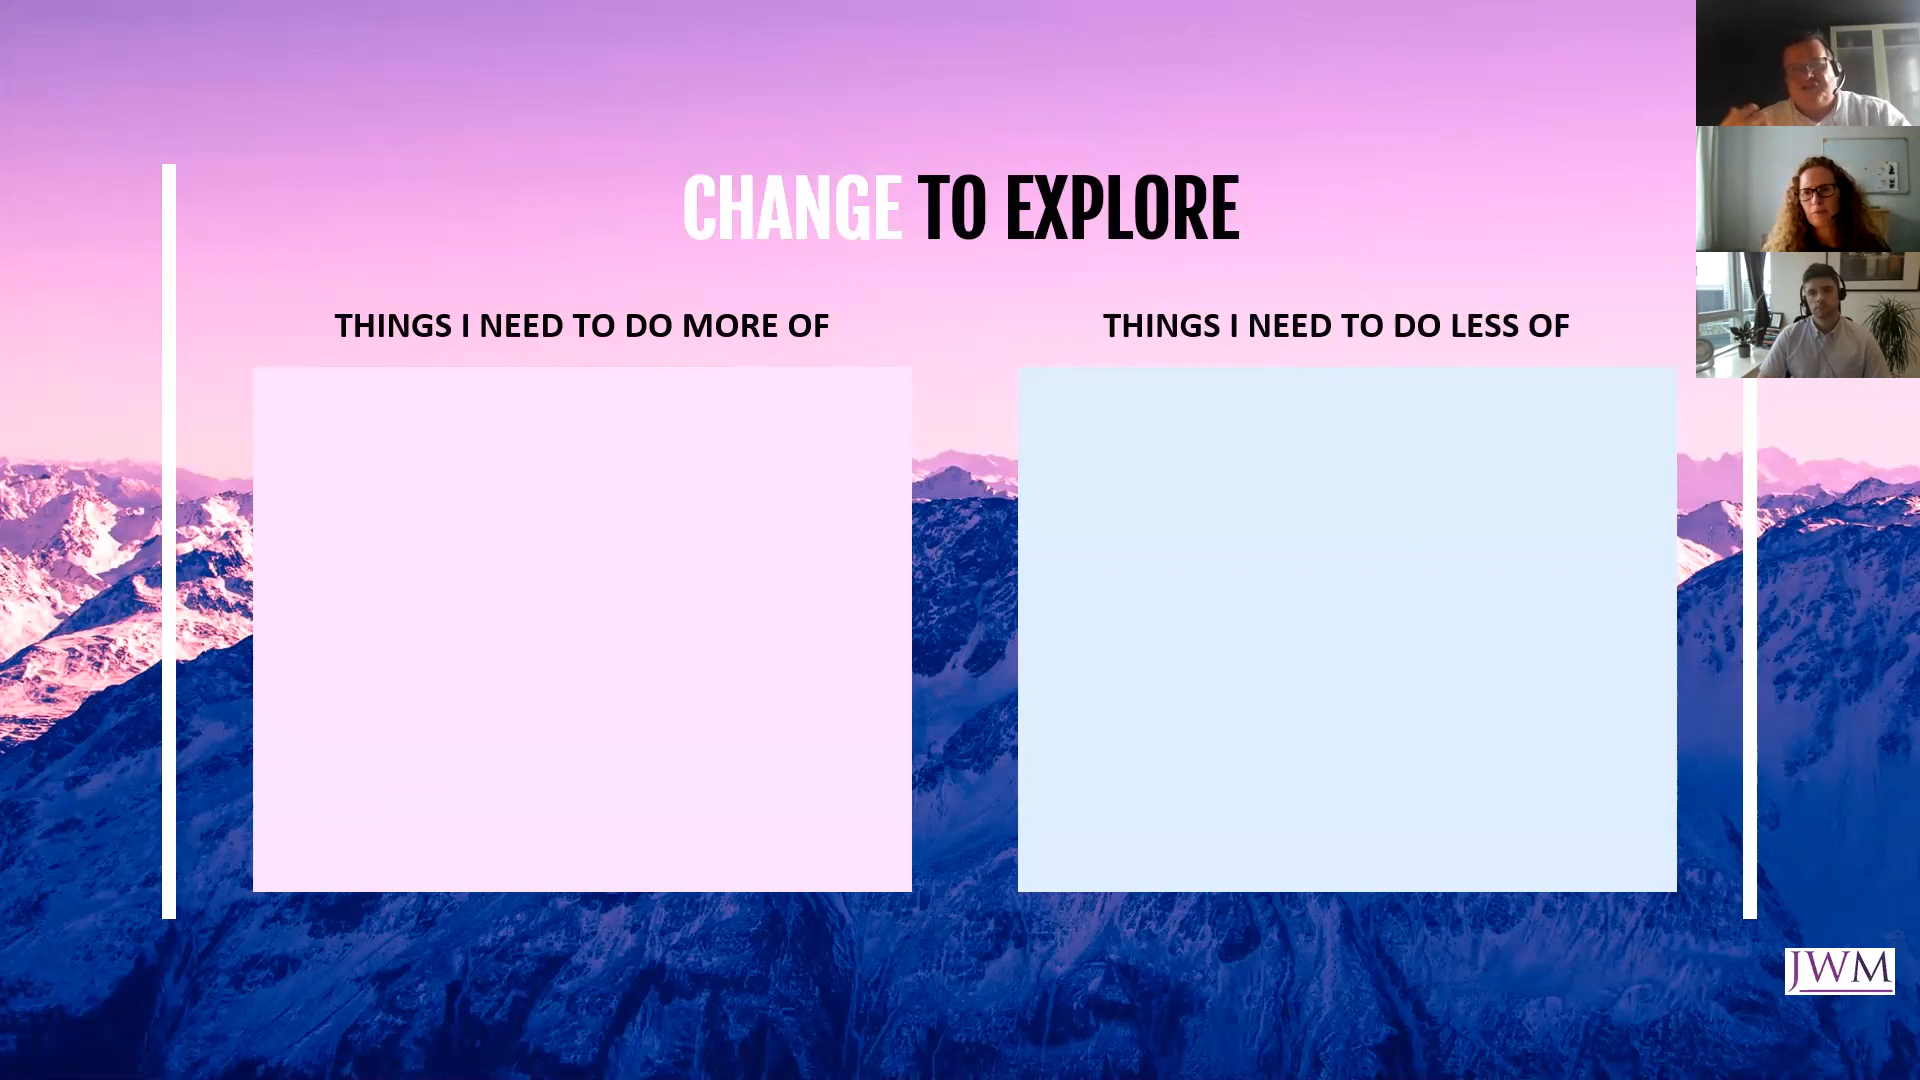 CHANGE TO EXPLORE
THINGS I NEED TO DO MORE OF
THINGS I NEED TO DO LESS OF
JWM